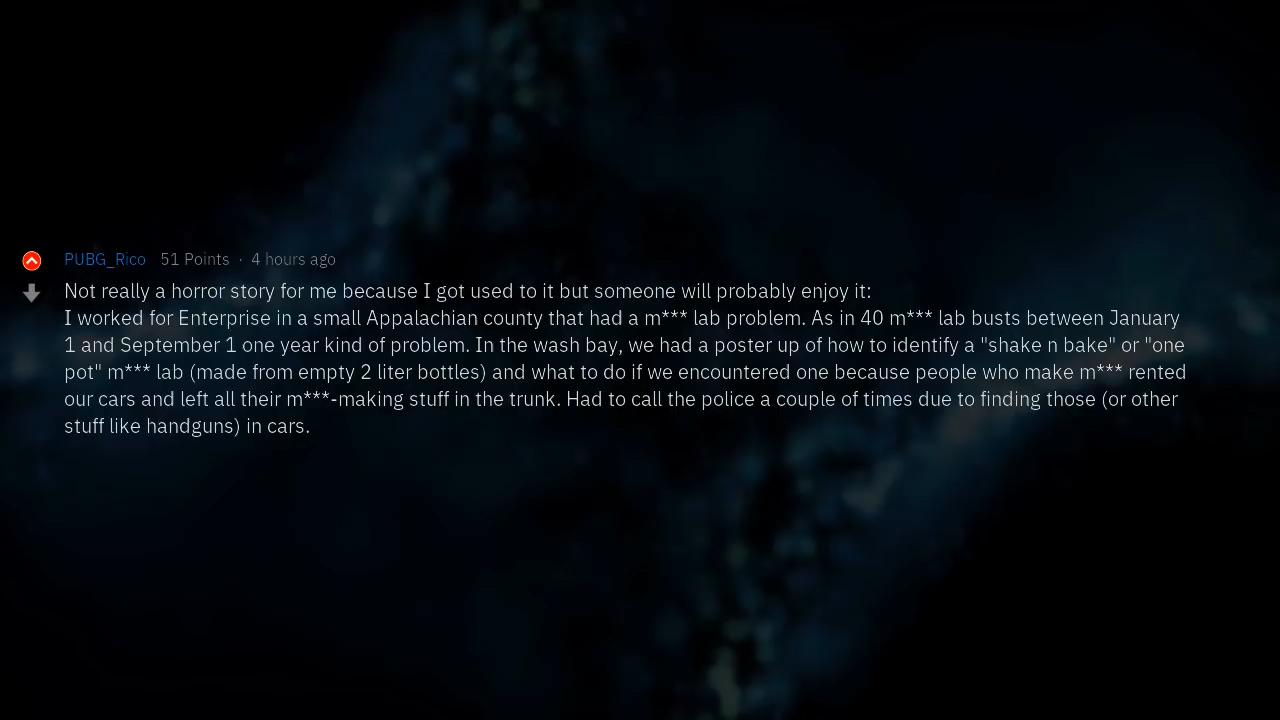 PUBG_Rico 51 Points · 4 hours ago
Not really a horror story for me because I got used to it but someone will probably enjoy it:
I worked for Enterprise in a small Appalachian county that had a m*** lab problem. As in 40 m*** lab busts between January
1 and September 1 one year kind of problem. In the wash bay, we had a poster up of how to identify a "shake n bake" or "one
pot" m*** lab (made from empty 2 liter bottles) and what to do if we encountered one because people who make m*** rented
our cars and left all their m***-making stuff in the trunk. Had to call the police a couple of times due to finding those (or other
stuff like handguns) in cars.